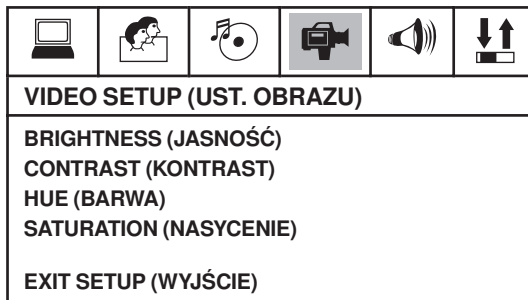 VIDEO SETUP (UST. OBRAZU)
BRIGHTNESS (JASNOŚĆ)
CONTRAST (KONTRAST)
HUE (BARWA)
SATURATION (NASYCENIE)
EXIT SETUP (WYJŚCIE)